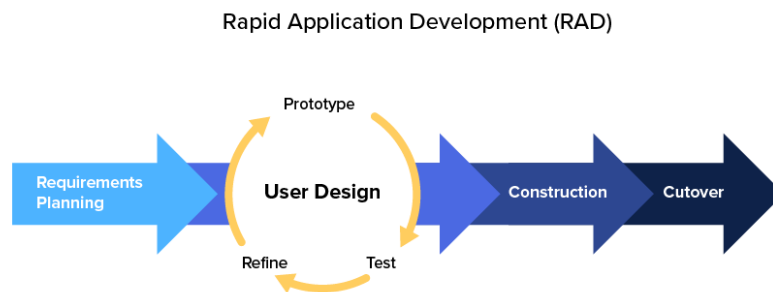 Rapid Application Development (RAD)
Prototype
Requirements
Planning
User Design
Construction
Cutover
Refine
Test